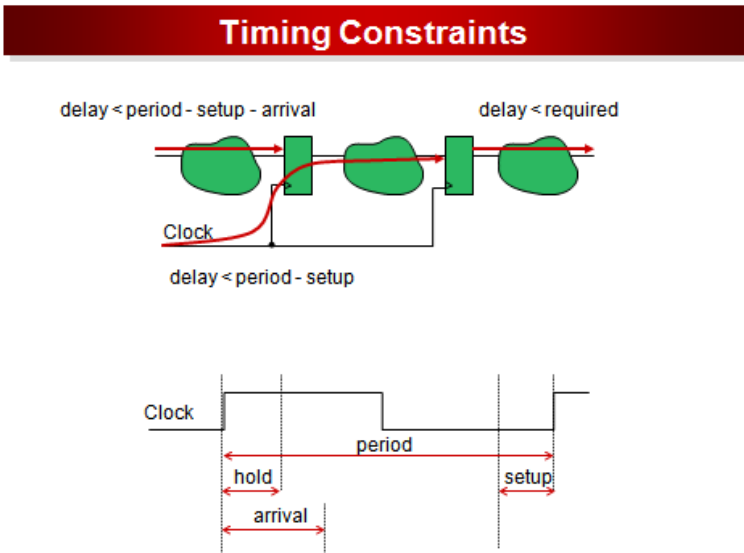 Timing Constraints
delay < period - setup - arrival
delay < required
Clock
delay < period - setup
Clock
period
hold
setup
arrival